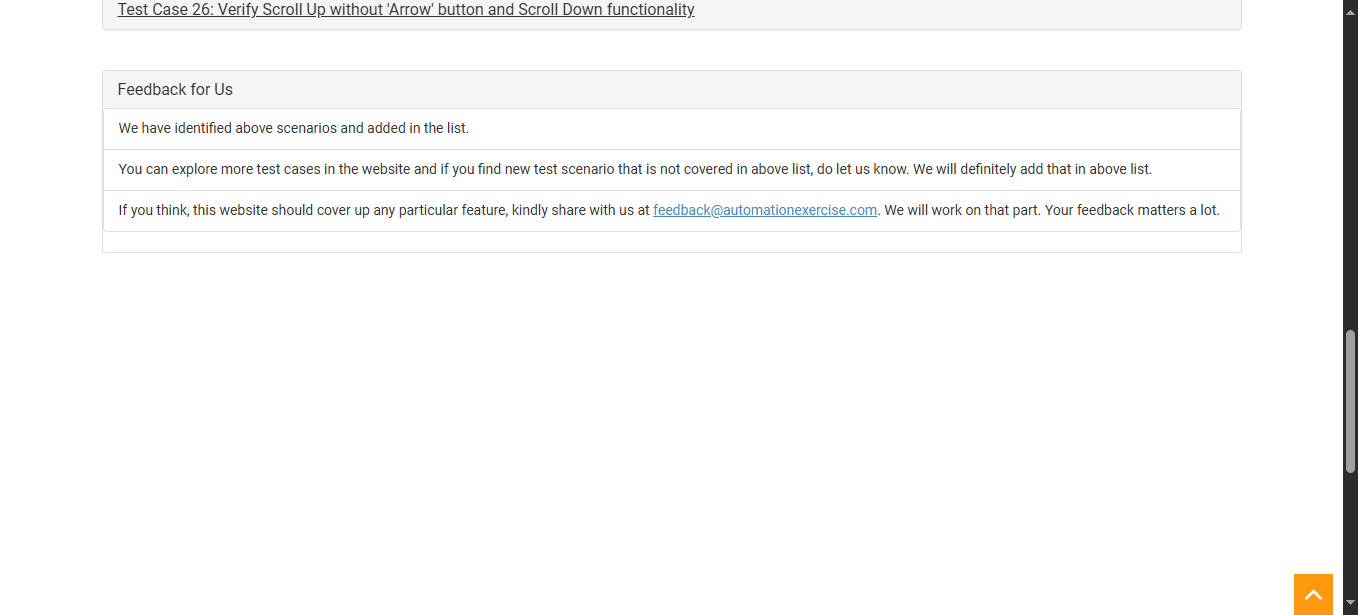 Test Case 26: Verify Scroll Up without 'Arrow' button and Scroll Down functionality
Feedback for Us
We have identified above scenarios and added in the list.
You can explore more test cases in the website and if you find new test scenario that is not covered in above list, do let us know. We will definitely add that in above list.
If you think, this website should cover up any particular feature, kindly share with us at feedback@automationexercise.com. We will work on that part. Your feedback matters a lot.